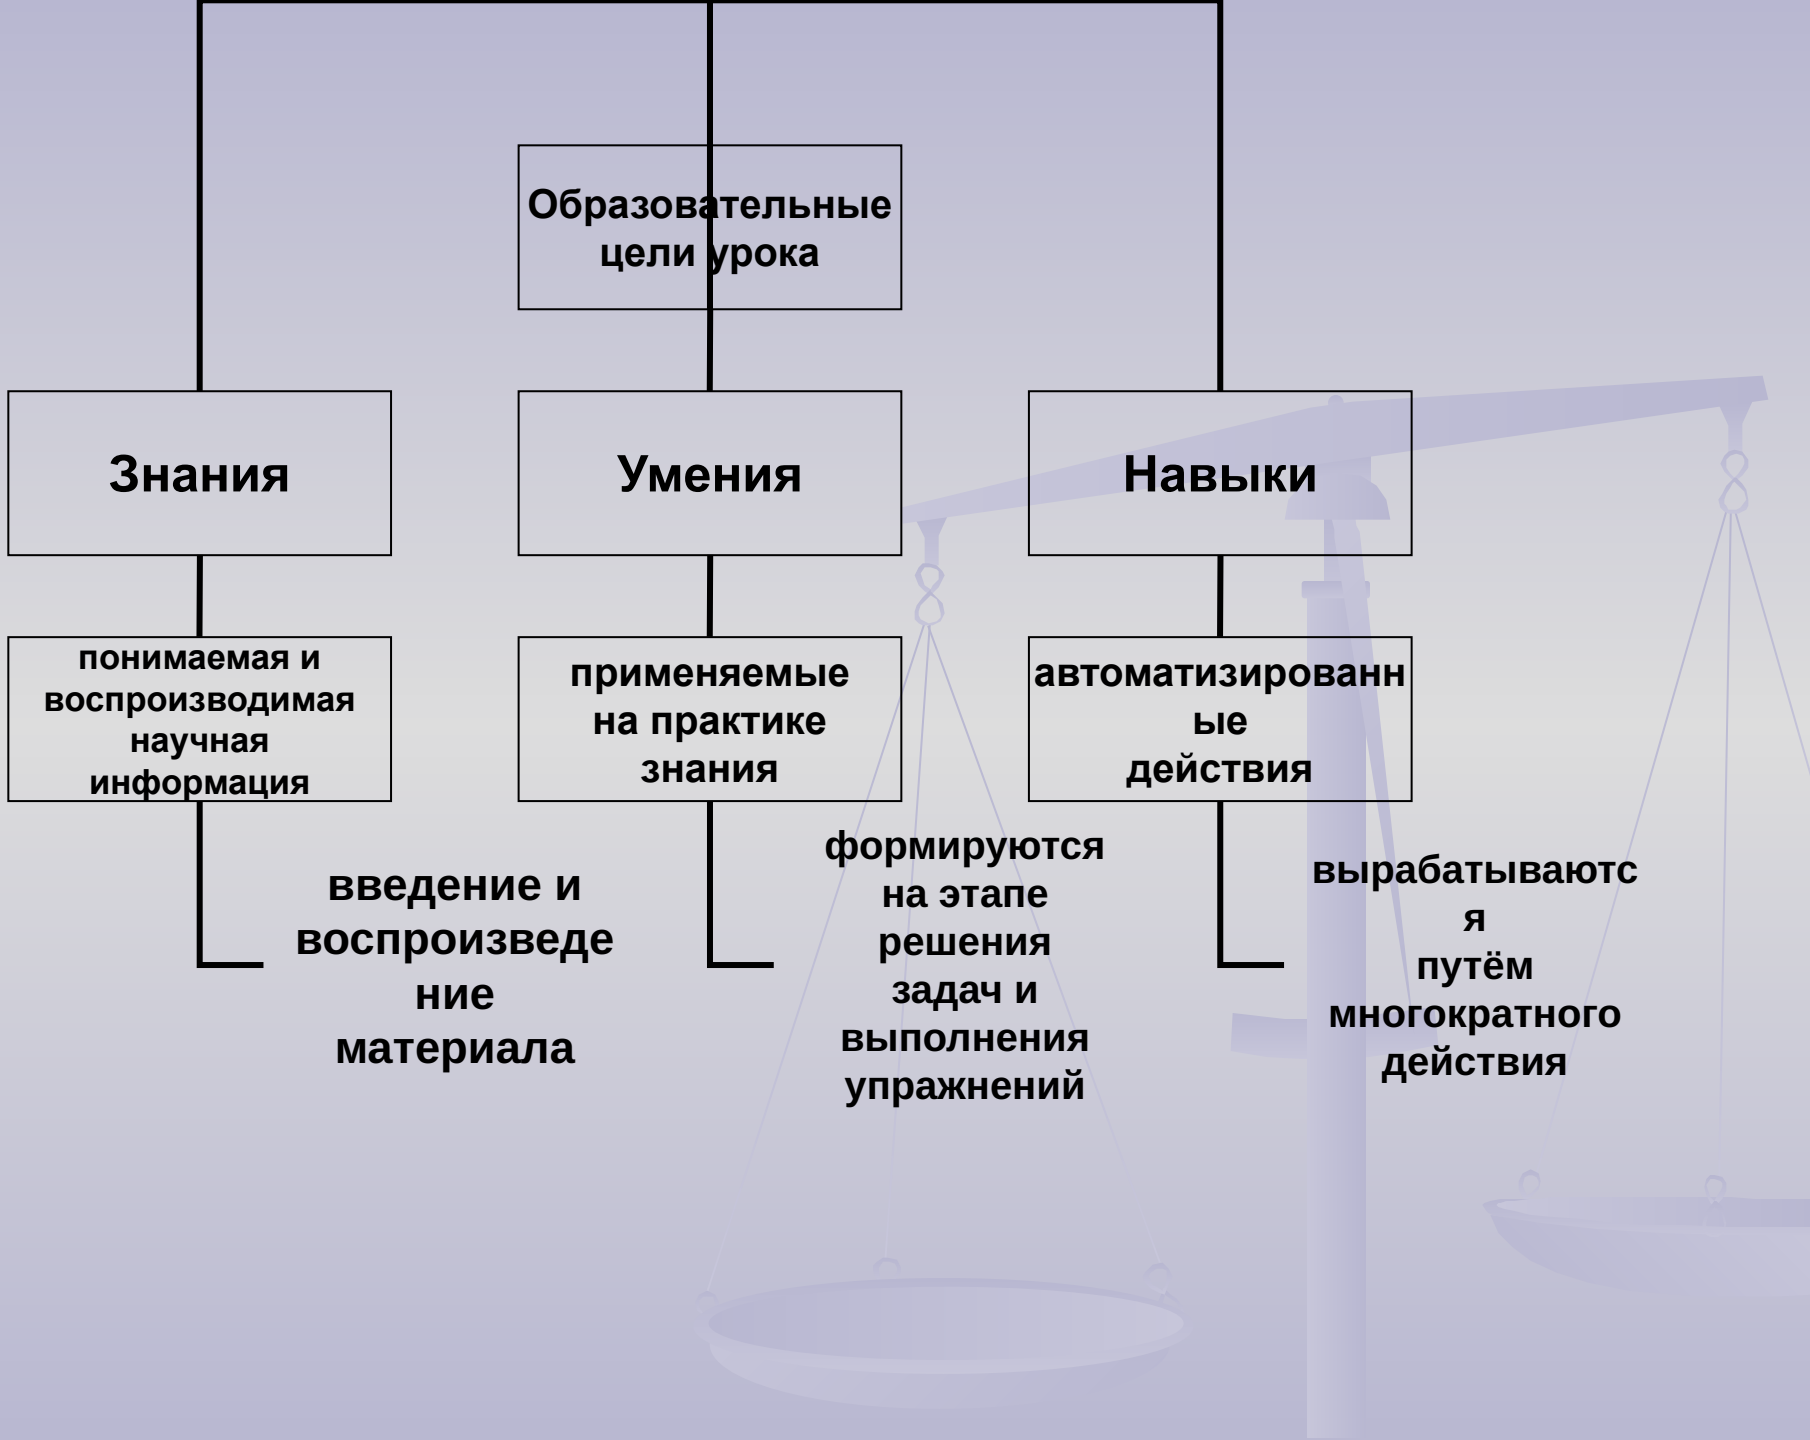 Образовательные
цели урока
Знания
Умения
Навыки
понимаемая и
воспроизводимая
научная
информация
применяемые
на практике
знания
автоматизированн
ые
действия
введение и
воспроизведе
ние
материала
формируются
на этапе
решения
задач и
выполнения
упражнений
вырабатываютс
я
путём
многократного
действия